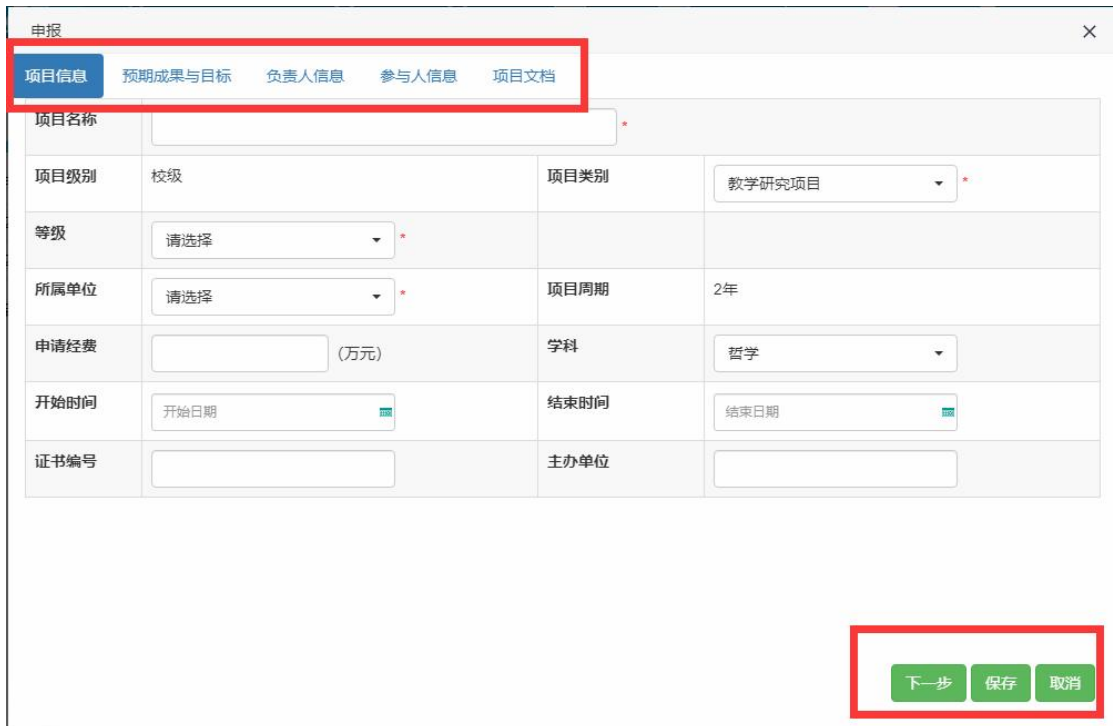 申报
项目信息 预期成果与目标 负责人信息 参与人信息 项目文档
项目名称 *
项目级别 校级 项目类别 教学研究项目 *
等级 请选择 *
所属单位 请选择 * 项目周期 2年
申请经费 (万元) 学科 哲学
开始时间 开始日期 结束时间 结束日期
证书编号 主办单位
下一步 保存 取消